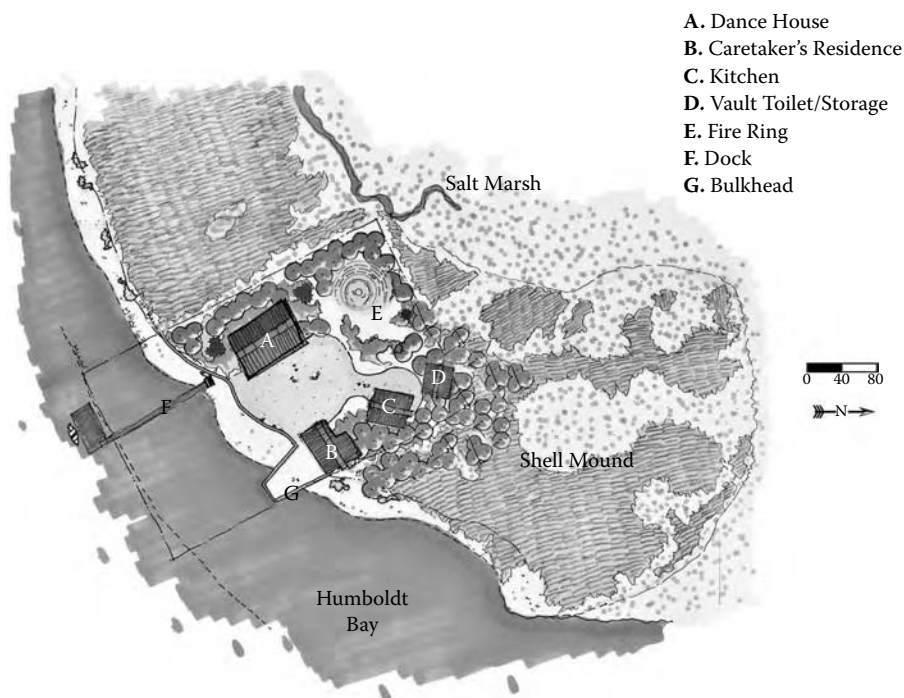 A. Dance House
B. Caretaker’s Residence
C. Kitchen
D. Vault Toilet/Storage
E. Fire Ring
F. Dock
G. Bulkhead
Salt Marsh
E
A
D
0 40 80
F
C
N
B
Shell Mound
G
Humboldt
Bay